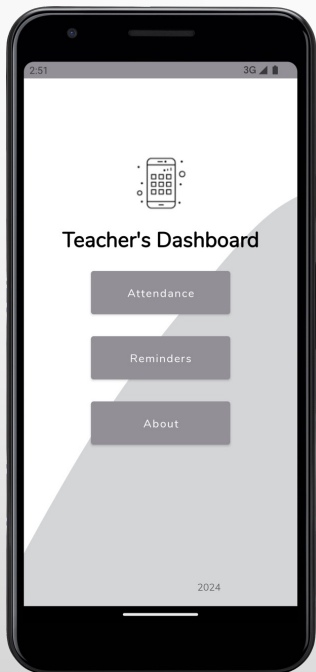 2:51 3G
Teacher's Dashboard
Attendance
Reminders
About
2024